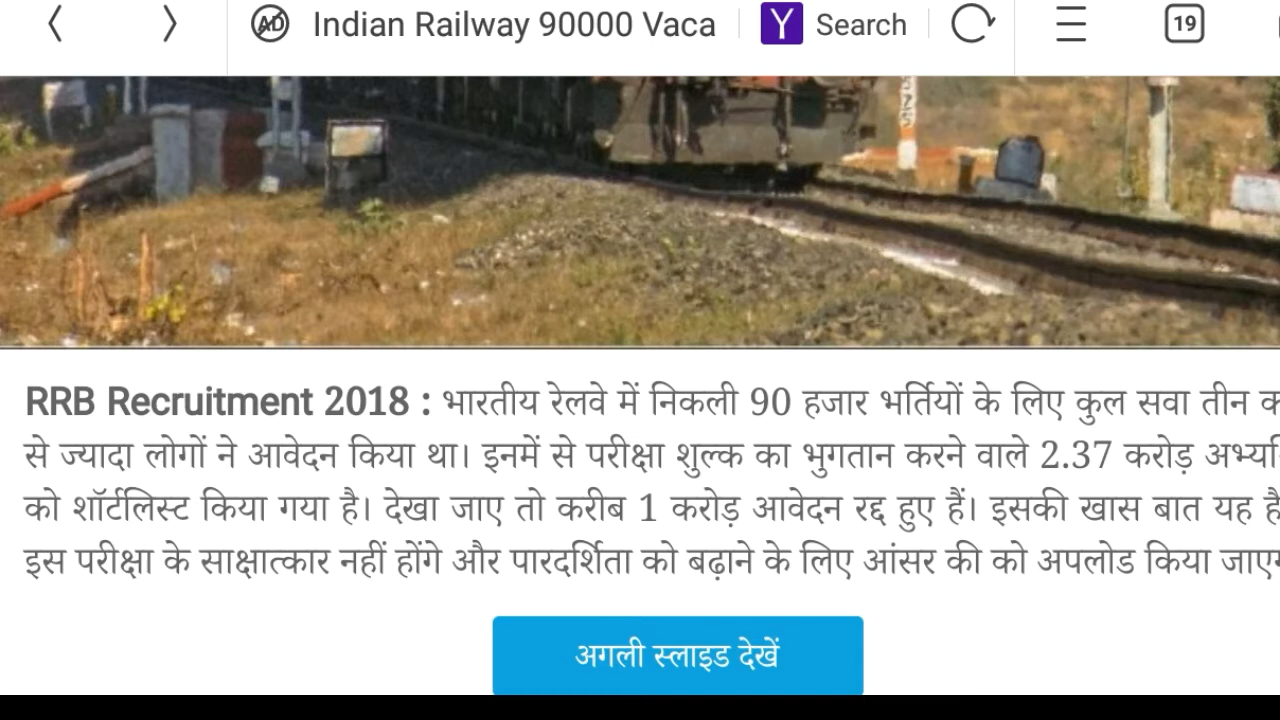 AD Indian Railway 90000 Vaca Search 19
RRB Recruitment 2018 : भारतीय रेलवे में निकली 90 हजार भर्तियों के लिए कुल सवा तीन
से ज्यादा लोगों ने आवेदन किया था। इनमें से परीक्षा शुल्क का भुगतान करने वाले 2.37 करोड़
को शॉर्टलिस्ट किया गया है। देखा जाए तो करीब 1 करोड़ आवेदन रद्द हुए हैं। इसकी खास बात यह है
इस परीक्षा के साक्षात्कार नहीं होंगे और पारदर्शिता को बढ़ाने के लिए आंसर की को अपलोड किया
अगली स्लाइड देखें